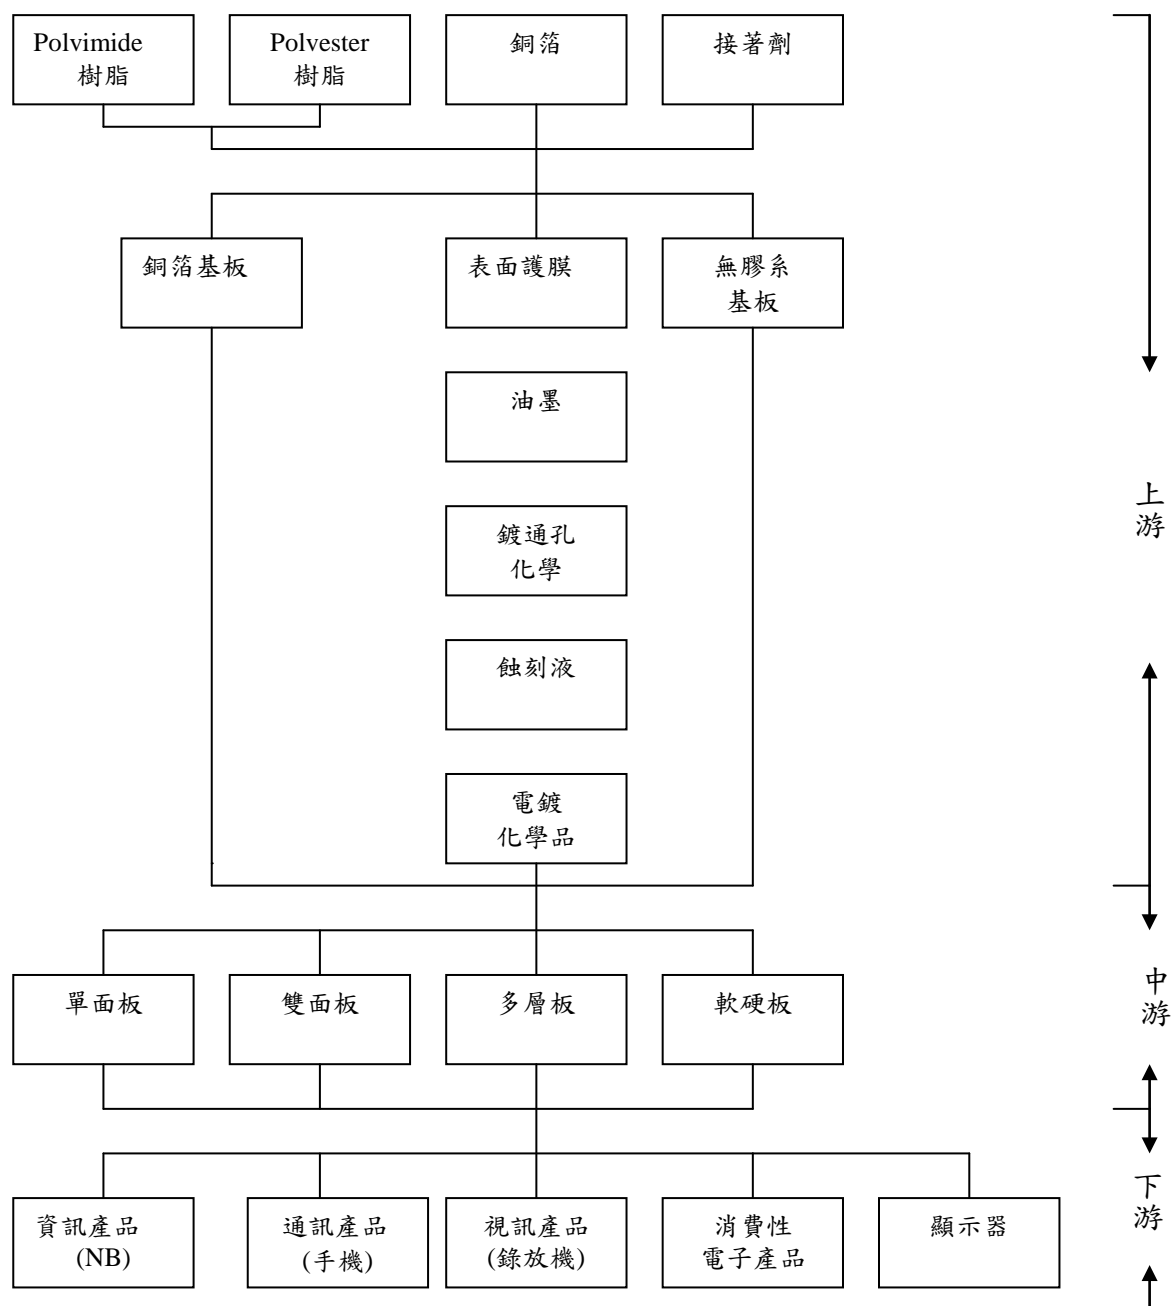 Polvimide
樹脂
Polvester
樹脂
銅箔
接著劑
銅箔基板
表面護膜
無膠系
基板
油墨
鍍通孔
化學
蝕刻液
電鍍
化學品
單面板
雙面板
多層板
軟硬板
資訊產品
(NB)
通訊產品
(手機)
視訊產品
(錄放機)
消費性
電子產品
顯示器
上
游
中
游
下
游